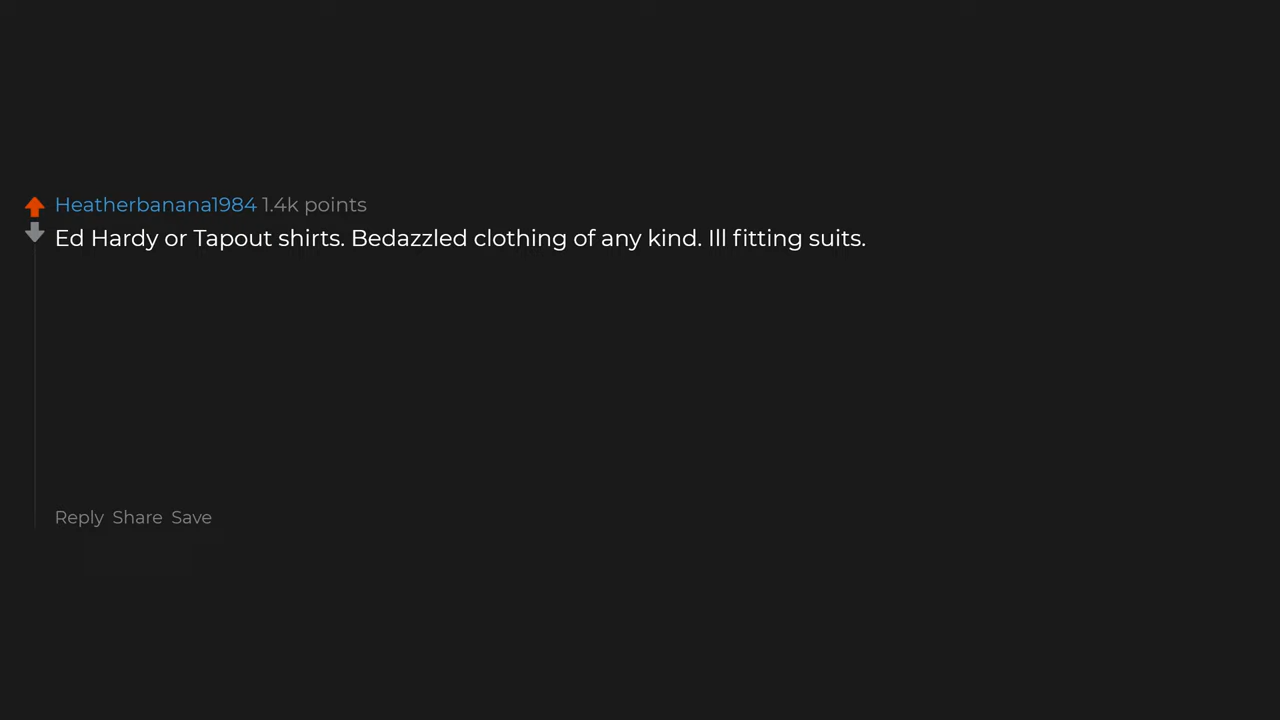 Heatherbanana1984 1.4k points
Ed Hardy or Tapout shirts. Bedazzled clothing of any kind. Ill fitting suits.
Reply Share Save